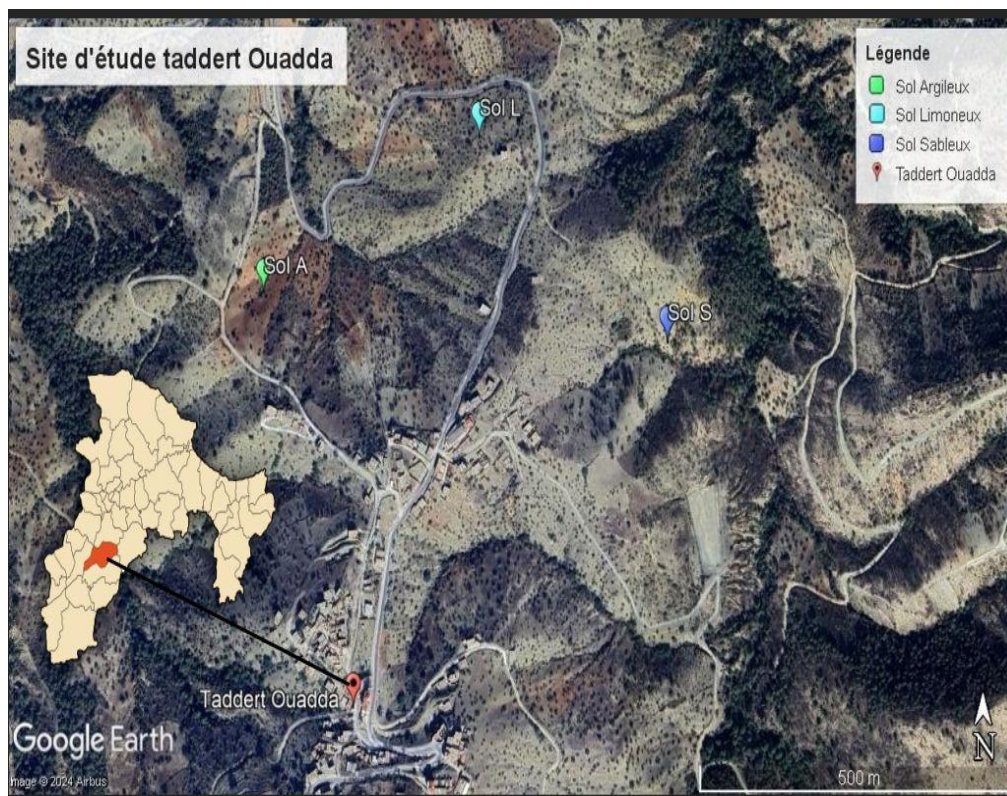 Site d'étude taddert Ouadda
Légende
Sol Argileux
Sol Limoneux
Sol Sableux
Taddert Ouadda
Sol L
Sol A
Sol S
Taddert Ouadda
Google Earth
Image © 2024 Airbus
N
500 m